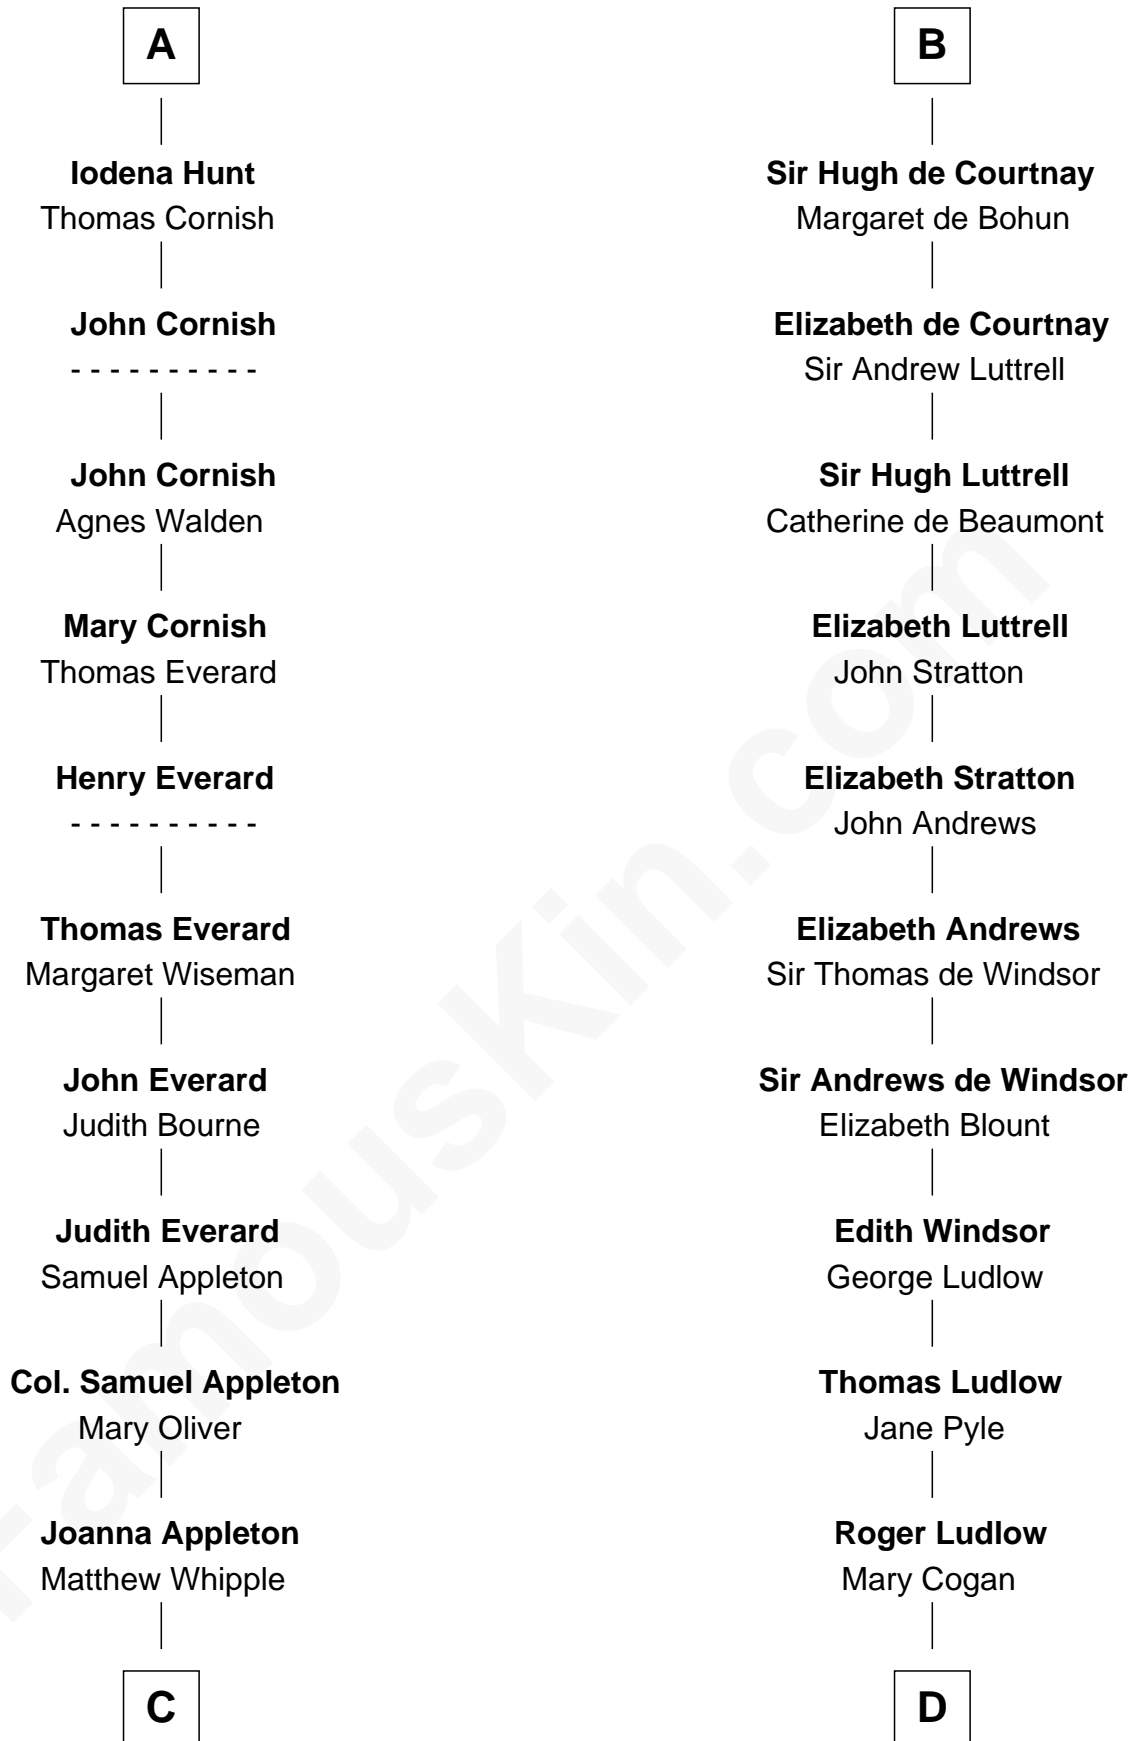 A
Iodena Hunt
Thomas Cornish
John Cornish
- - - - - - - - - -
John Cornish
Agnes Walden
Mary Cornish
Thomas Everard
Henry Everard
- - - - - - - - - -
Thomas Everard
Margaret Wiseman
John Everard
Judith Bourne
Judith Everard
Samuel Appleton
Col. Samuel Appleton
Mary Oliver
Joanna Appleton
Matthew Whipple
C
B
Sir Hugh de Courtnay
Margaret de Bohun
Elizabeth de Courtnay
Sir Andrew Luttrell
Sir Hugh Luttrell
Catherine de Beaumont
Elizabeth Luttrell
John Stratton
Elizabeth Stratton
John Andrews
Elizabeth Andrews
Sir Thomas de Windsor
Sir Andrews de Windsor
Elizabeth Blount
Edith Windsor
George Ludlow
Thomas Ludlow
Jane Pyle
Roger Ludlow
Mary Cogan
D
FamousKin.com